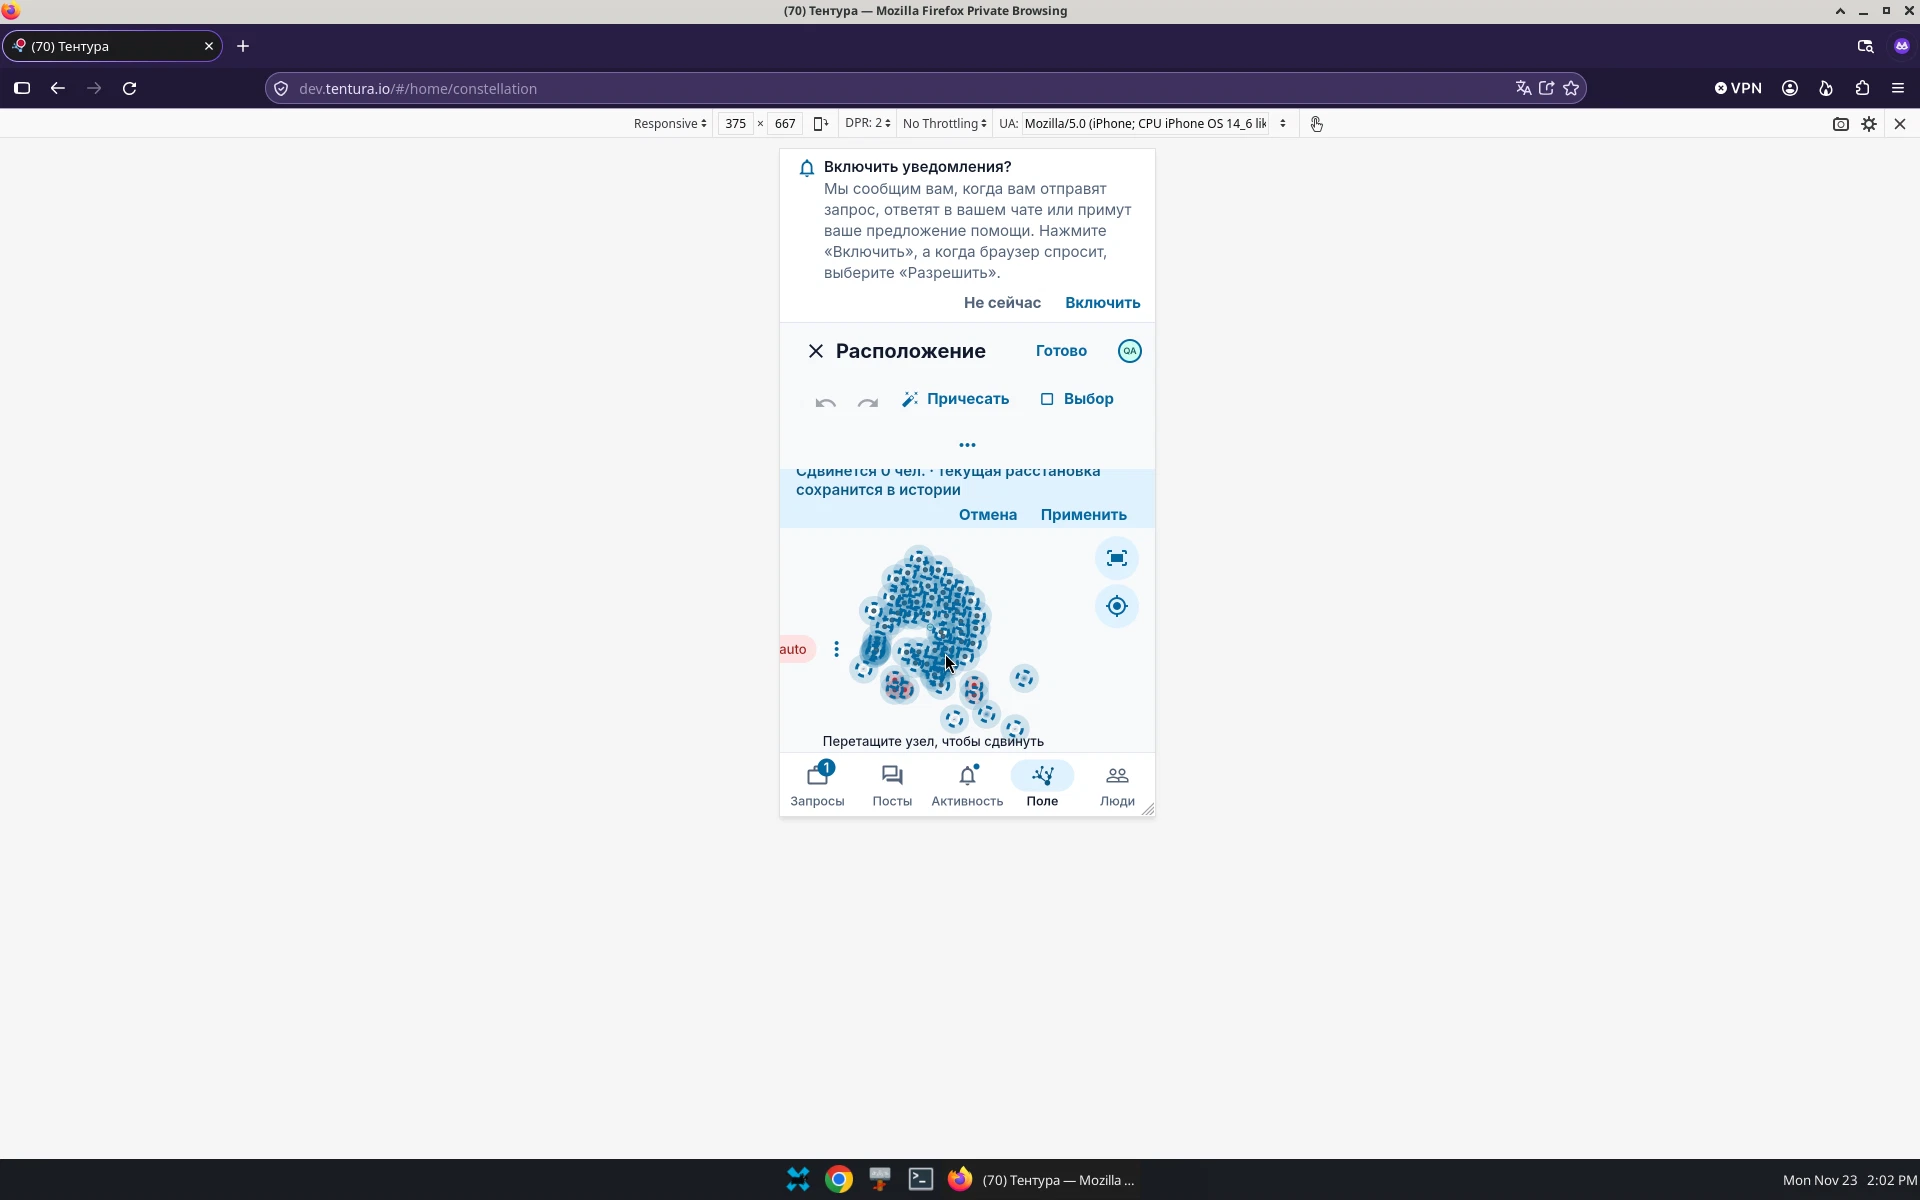 (70) Тентура — Mozilla Firefox Private Browsing
(70) Тентура
dev.tentura.io/#/home/constellation
VPN
Responsive 375 × 667 DPR: 2 No Throttling UA: Mozilla/5.0 (iPhone; CPU iPhone OS 14_6 lik
Включить уведомления?
Мы сообщим вам, когда вам отправят
запрос, ответят в вашем чате или примут
ваше предложение помощи. Нажмите
«Включить», а когда браузер спросит,
выберите «Разрешить».
Не сейчас Включить
Расположение Готово QA
Причесать Выбор
Сдвинется 0 чел. · текущая расстановка
сохранится в истории
Отмена Применить
auto
Перетащите узел, чтобы сдвинуть
1
Запросы Посты Активность Поле Люди
(70) Тентура — Mozilla ...
Mon Nov 23 2:02 PM